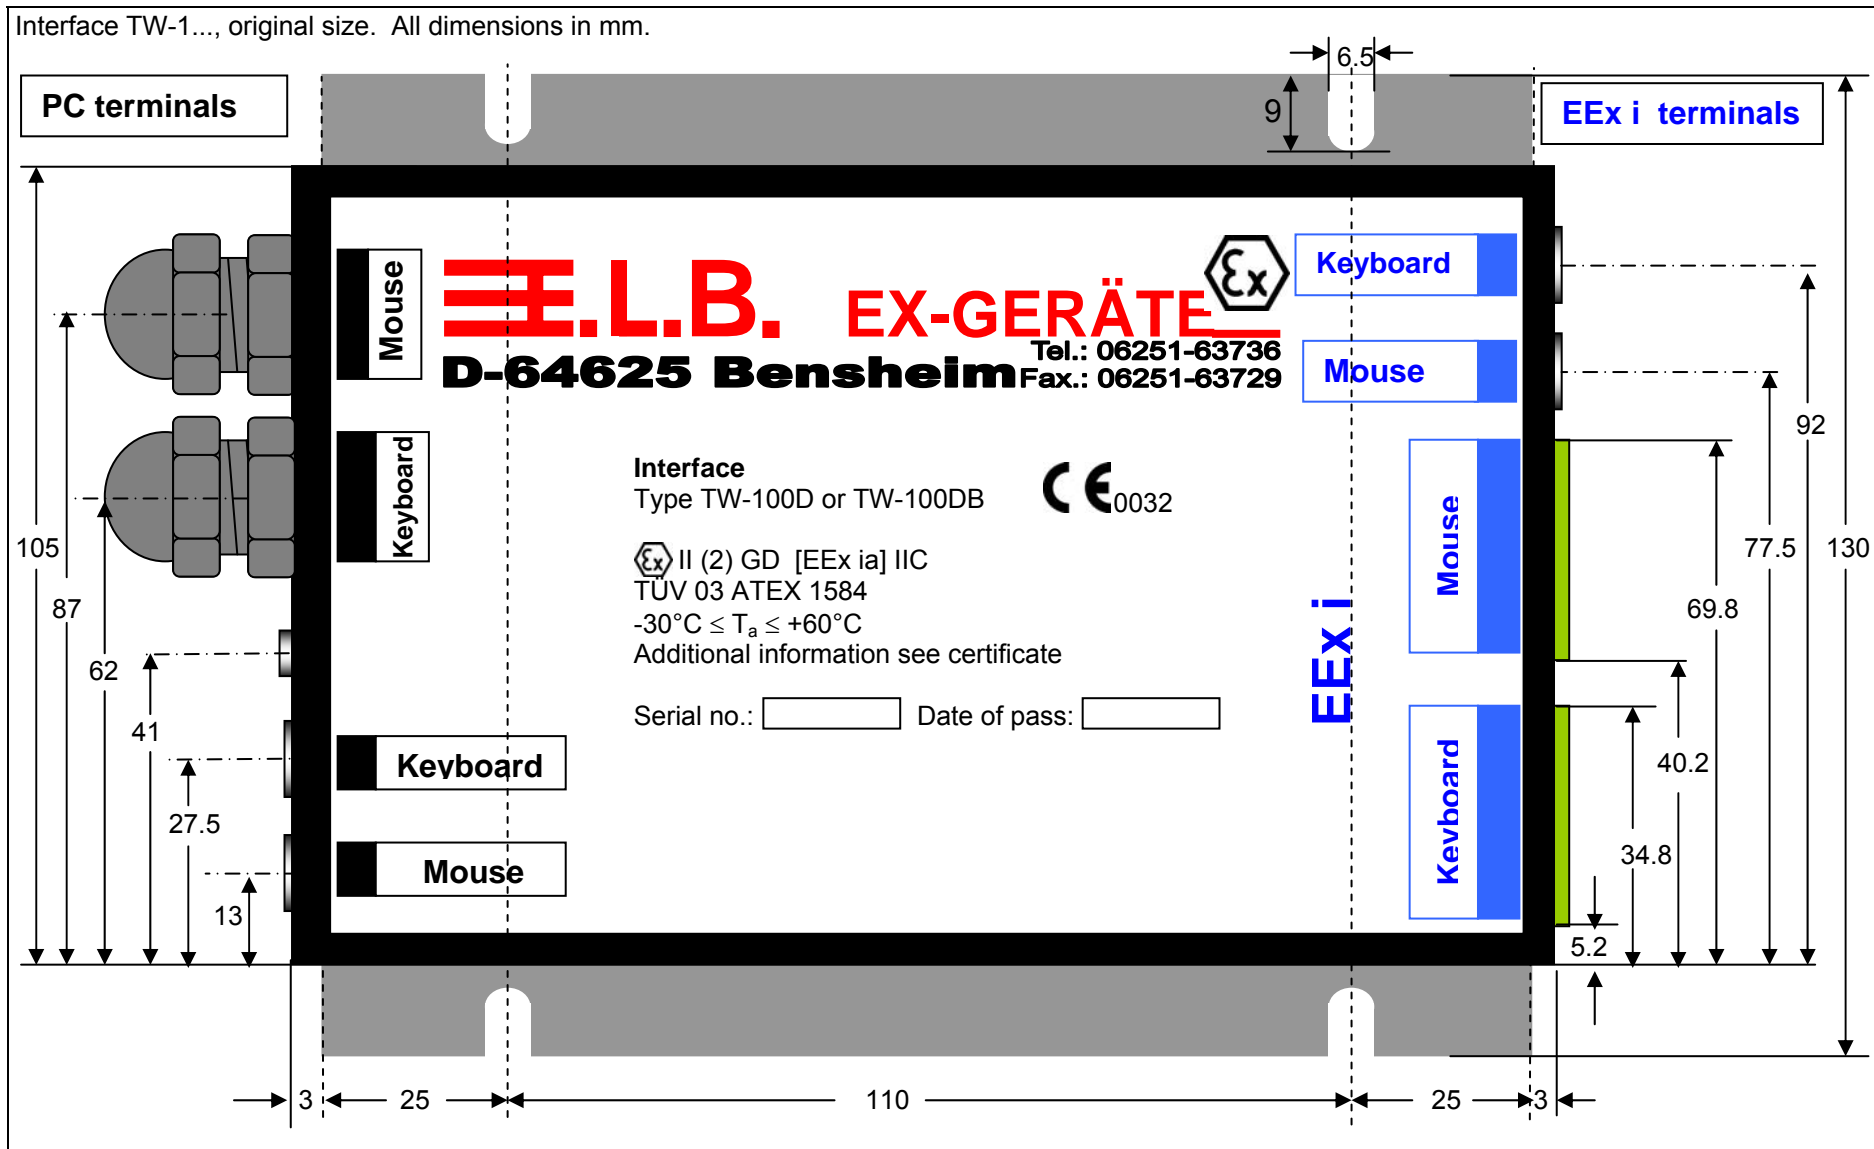 Interface TW-1..., original size.  All dimensions in mm.
6.5
PC terminals
9
EEx i  terminals
Mouse
E.L.B. EX-GERÄTE
Ex
Keyboard
D-64625 Bensheim
Tel.: 06251-63736
Fax.: 06251-63729
Mouse
92
Keyboard
Interface
Type TW-100D or TW-100DB
CE0032
Mouse
105
77.5
130
Ex II (2) GD  [EEx ia] IIC
TÜV 03 ATEX 1584
-30°C ≤ Ta ≤ +60°C
Additional information see certificate
87
69.8
62
EEx i
41
Serial no.:
Date of pass:
Keyboard
40.2
Keyboard
27.5
34.8
Mouse
13
5.2
3
25
110
25
3